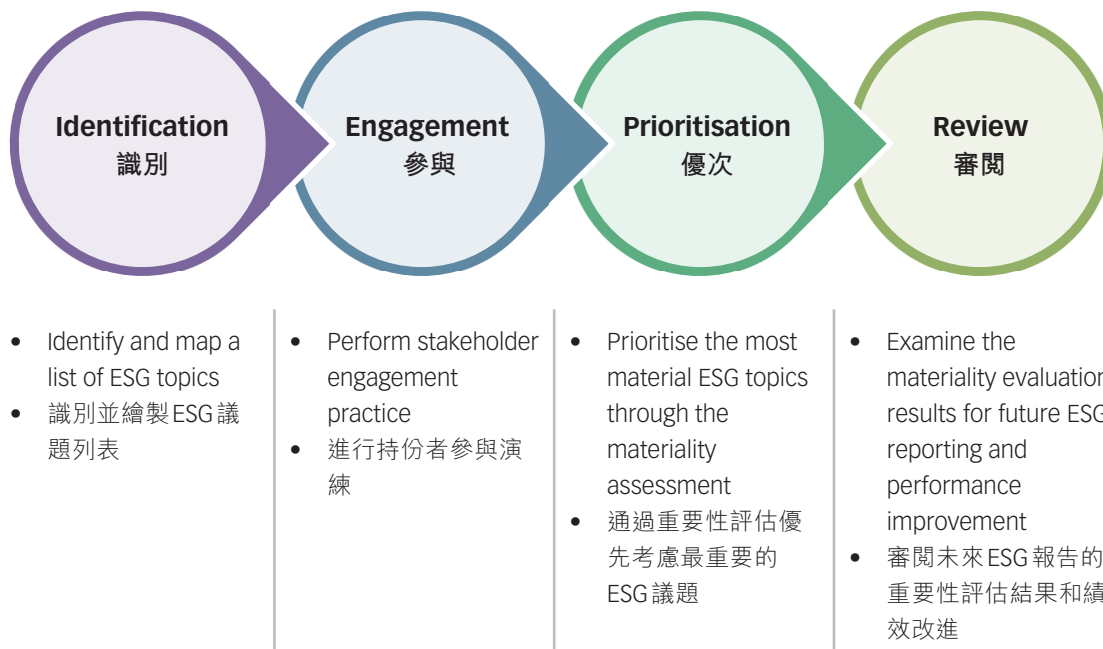 Identification
識別
Engagement
參與
Prioritisation
優次
Review
審閲
• Identify and map a
list of ESG topics
• 識別並繪製ESG議
題列表
• Perform stakeholder
engagement
practice
• 進行持份者參與演
練
• Prioritise the most
material ESG topics
through the
materiality
assessment
• 通過重要性評估優
先考慮最重要的
ESG議題
• Examine the
materiality evaluation
results for future ESG
reporting and
performance
improvement
• 審閲未來ESG報告的
重要性評估結果和績
效改進